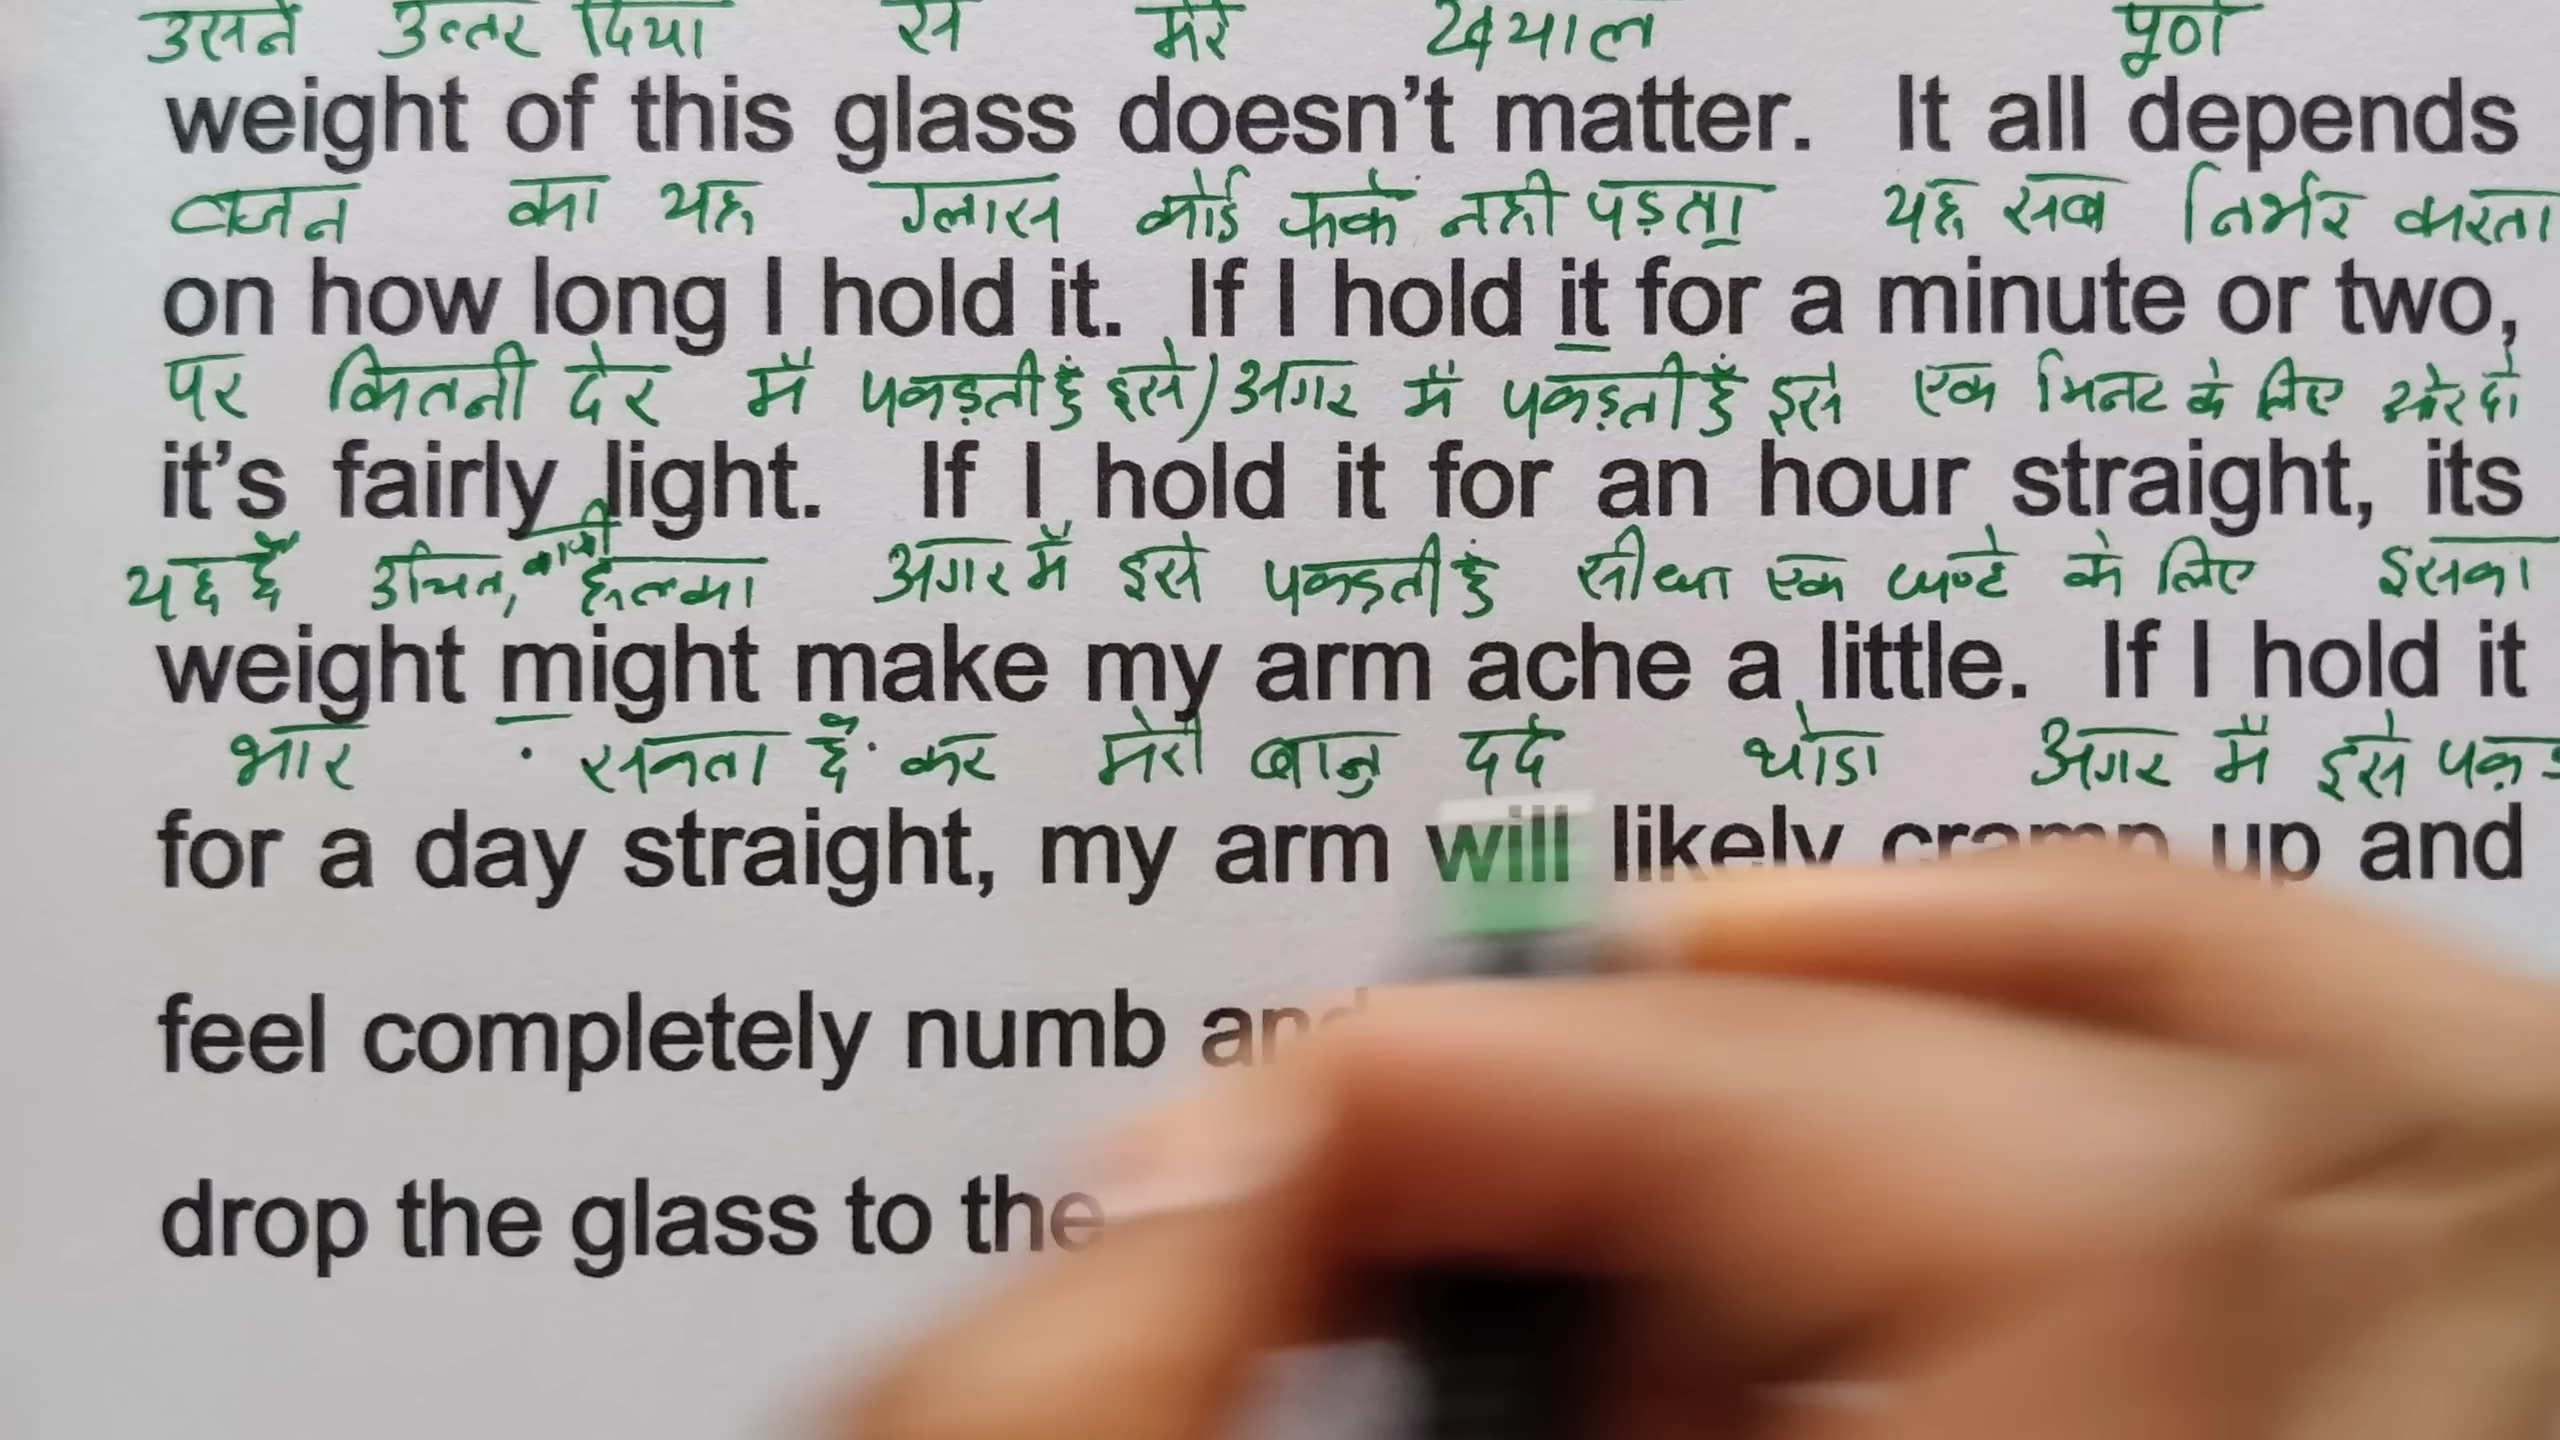 उसने उत्तर दिया से मेरे ख्याल पूर्ण
weight of this glass doesn't matter. It all depends
वजन का यह ग्लास कोई फर्क नही पड़ता यह सब निर्भर करता
on how long I hold it. If I hold it for a minute or two,
पर कितनी देर मैं पकड़ती हूँ इसे) अगर मैं पकड़ती हूँ इसे एक मिनट के लिए और दो
it's fairly light. If I hold it for an hour straight, its
यह है उचित, काफी हल्का अगर मैं इसे पकड़ती हूं सीधा एक घण्टे के लिए इसका
weight might make my arm ache a little. If I hold it
भार सकता है कर मेरी बाजु दर्द थोडा अगर मैं इसे पकड़
for a day straight, my arm will likely cramp up and
feel completely numb and
drop the glass to the